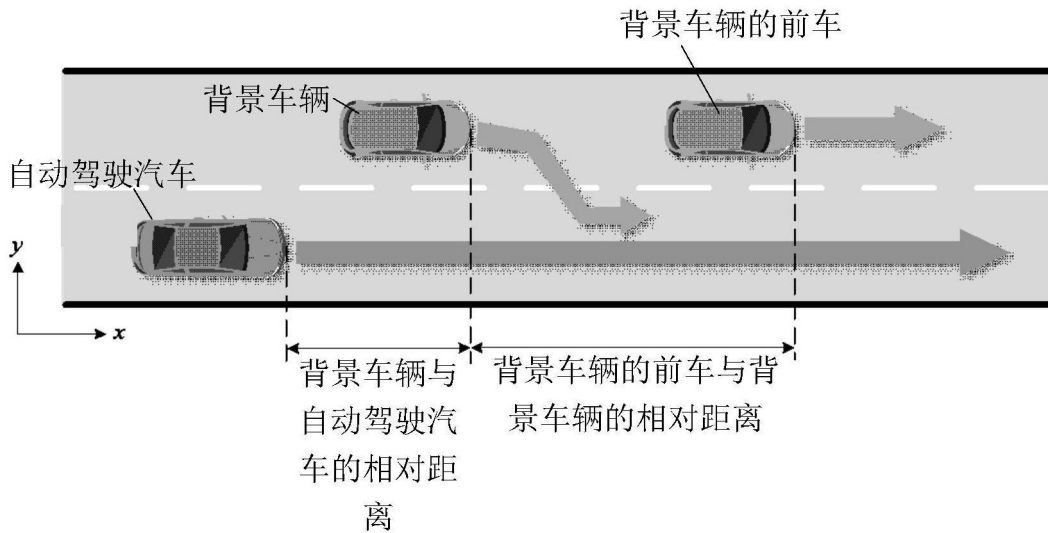 背景车辆的前车
背景车辆
自动驾驶汽车
y
x
背景车辆与
自动驾驶汽
车的相对距
离
背景车辆的前车与背
景车辆的相对距离